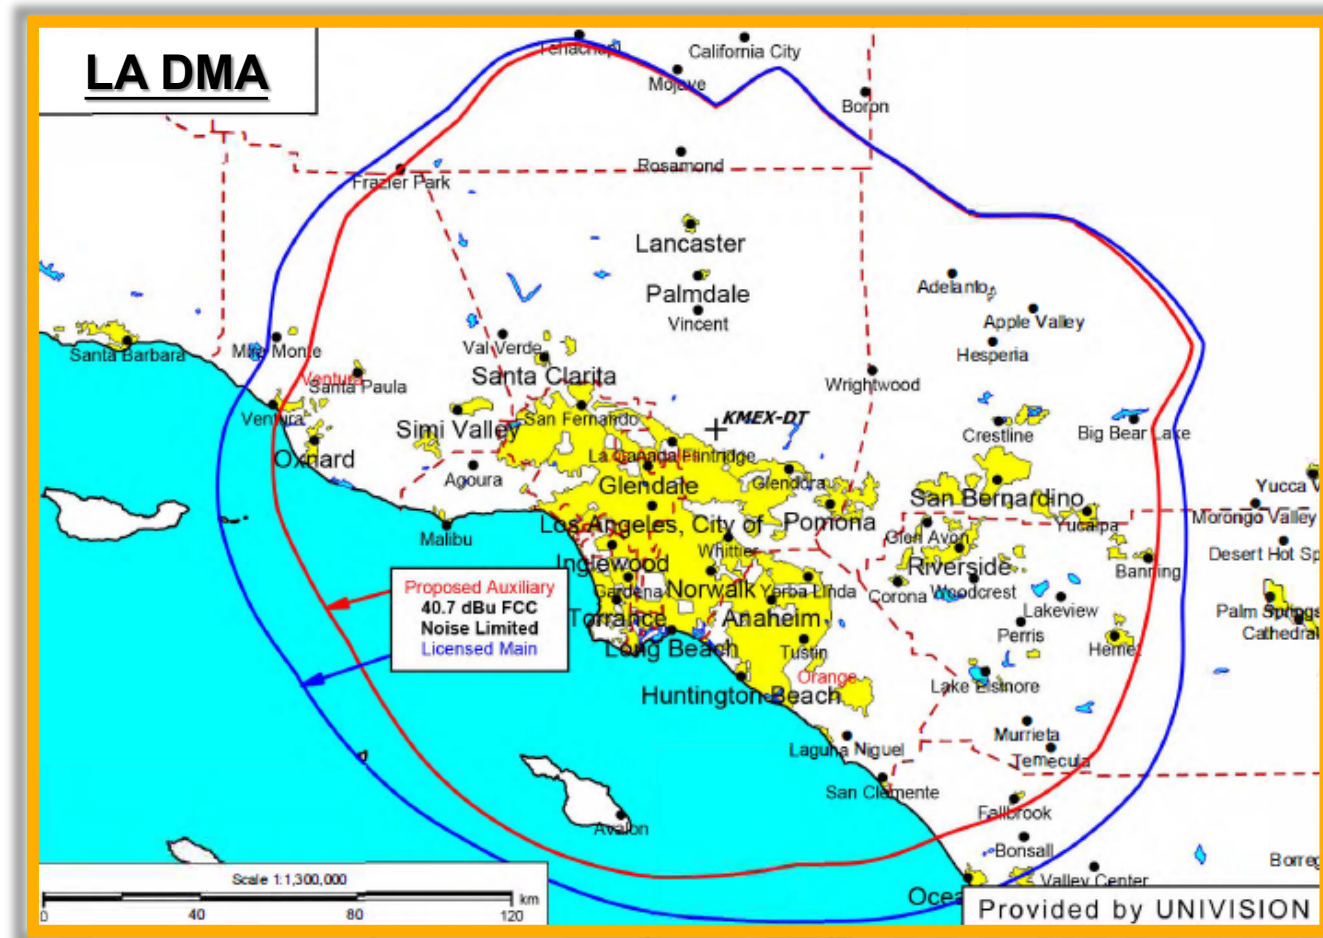 LA DMA
Tehachapi
California City
Mojave
Boron
Rosamond
Frazier Park
Lancaster
Adelanto
Palmdale
Vincent
Apple Valley
Val Verde
Hesperia
Santa Barbara
Mira Monte
Ventura
Santa Paula
Santa Clarita
Wrightwood
Ventura
San Fernando
KMEX-DT
Simi Valley
Crestline
Big Bear Lake
Oxnard
La Canada Flintridge
Agoura
Glendale
Glendora
San Bernardino
Yucca V
Malibu
Los Angeles, City of
Pomona
Yucaipa
Morongo Valley
Whittier
Glen Avon
Desert Hot Sp
Inglewood
Riverside
Banning
Proposed Auxiliary
40.7 dBu FCC
Noise Limited
Licensed Main
Gardena
Norwalk
Yorba Linda
Corona
Woodcrest
Torrance
Anaheim
Lakeview
Palm Springs
Cathedral
Long Beach
Tustin
Perris
Hemet
Orange
Lake Elsinore
Huntington Beach
Laguna Niguel
Murrieta
Temecula
San Clemente
Fallbrook
Avalon
Bonsall
Valley Center
Borreg
Ocea
Scale 1:1,300,000
km
0 40 80 120
Provided by UNIVISION